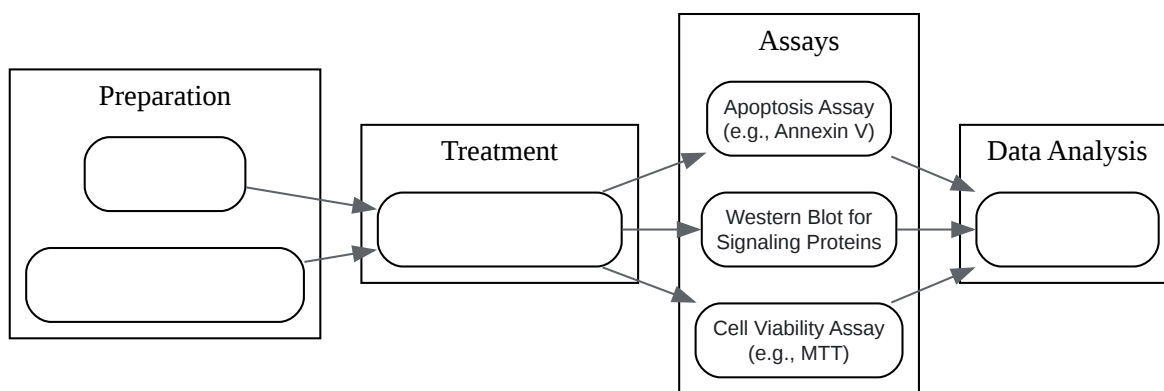 Preparation
Treatment
Assays
Apoptosis Assay
(e.g., Annexin V)
Western Blot for
Signaling Proteins
Cell Viability Assay
(e.g., MTT)
Data Analysis